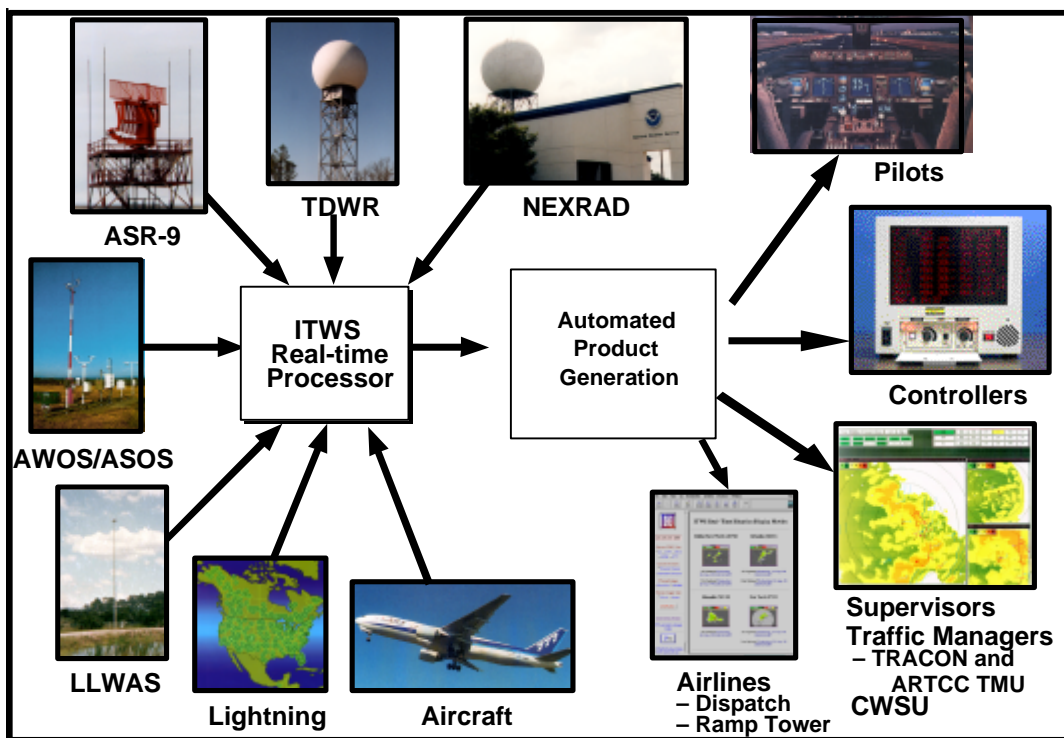 Pilots
TDWR
NEXRAD
ASR-9
ITWS
Real-time
Processor
Automated
Product
Generation
Controllers
AWOS/ASOS
LLWAS
Lightning
Aircraft
Airlines
– Dispatch
– Ramp Tower
Supervisors
Traffic Managers
– TRACON and
ARTCC TMU
CWSU